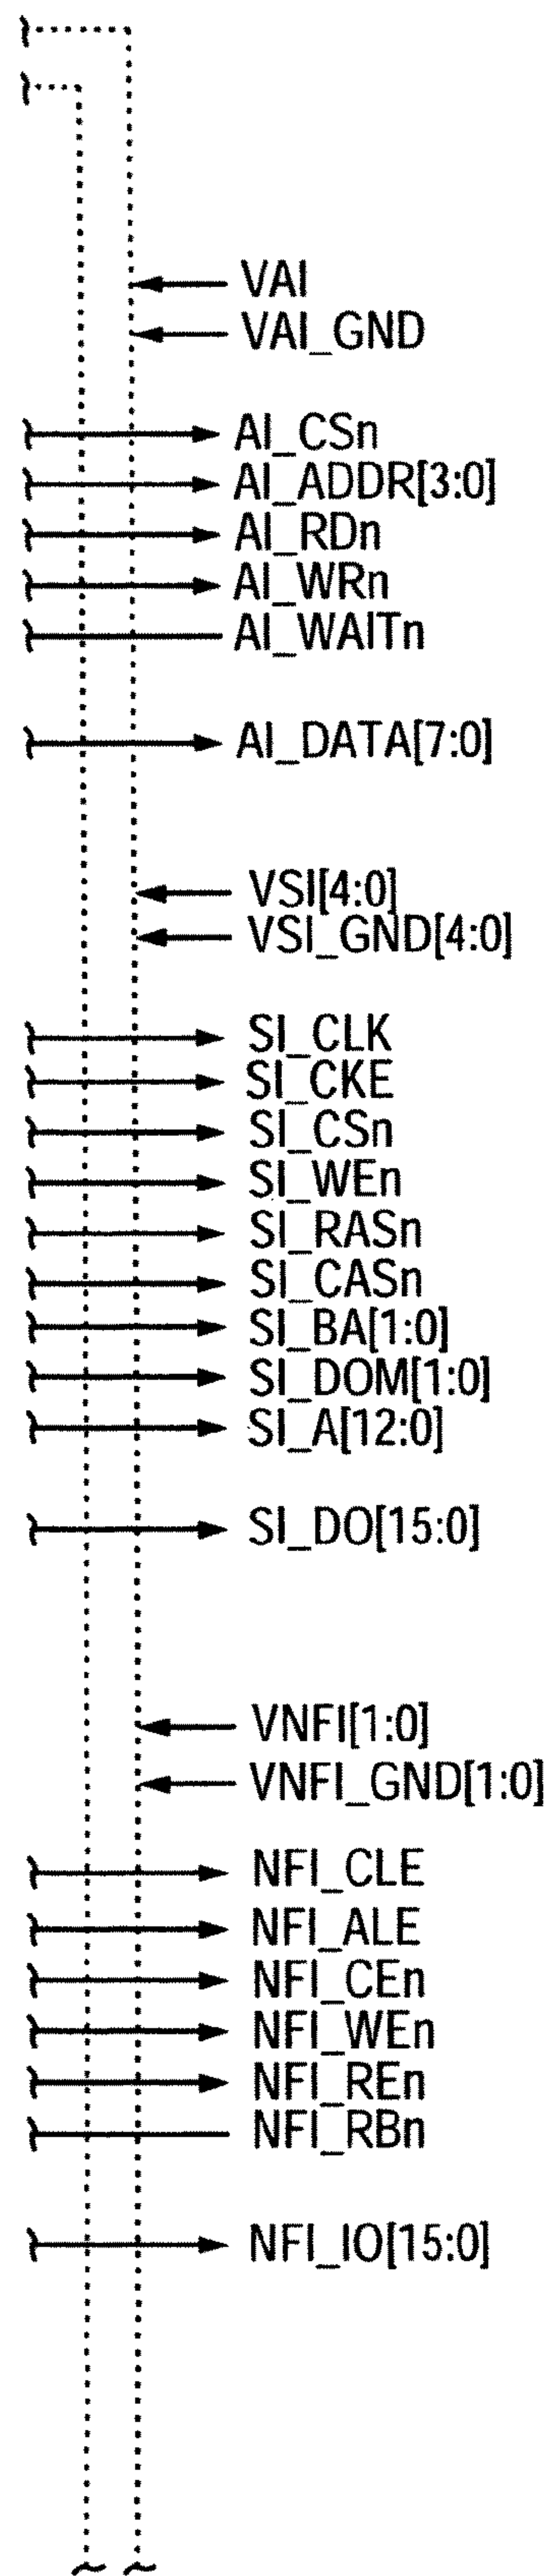 VAI
VAI_GND
AI_CSn
AI_ADDR[3:0]
AI_RDn
AI_WRn
AI_WAITn
AI_DATA[7:0]
VSI[4:0]
VSI_GND[4:0]
SI_CLK
SI_CKE
SI_CSn
SI_WEn
SI_RASn
SI_CASn
SI_BA[1:0]
SI_DOM[1:0]
SI_A[12:0]
SI_DO[15:0]
VNFI[1:0]
VNFI_GND[1:0]
NFI_CLE
NFI_ALE
NFI_CEn
NFI_WEn
NFI_REn
NFI_RBn
NFI_IO[15:0]